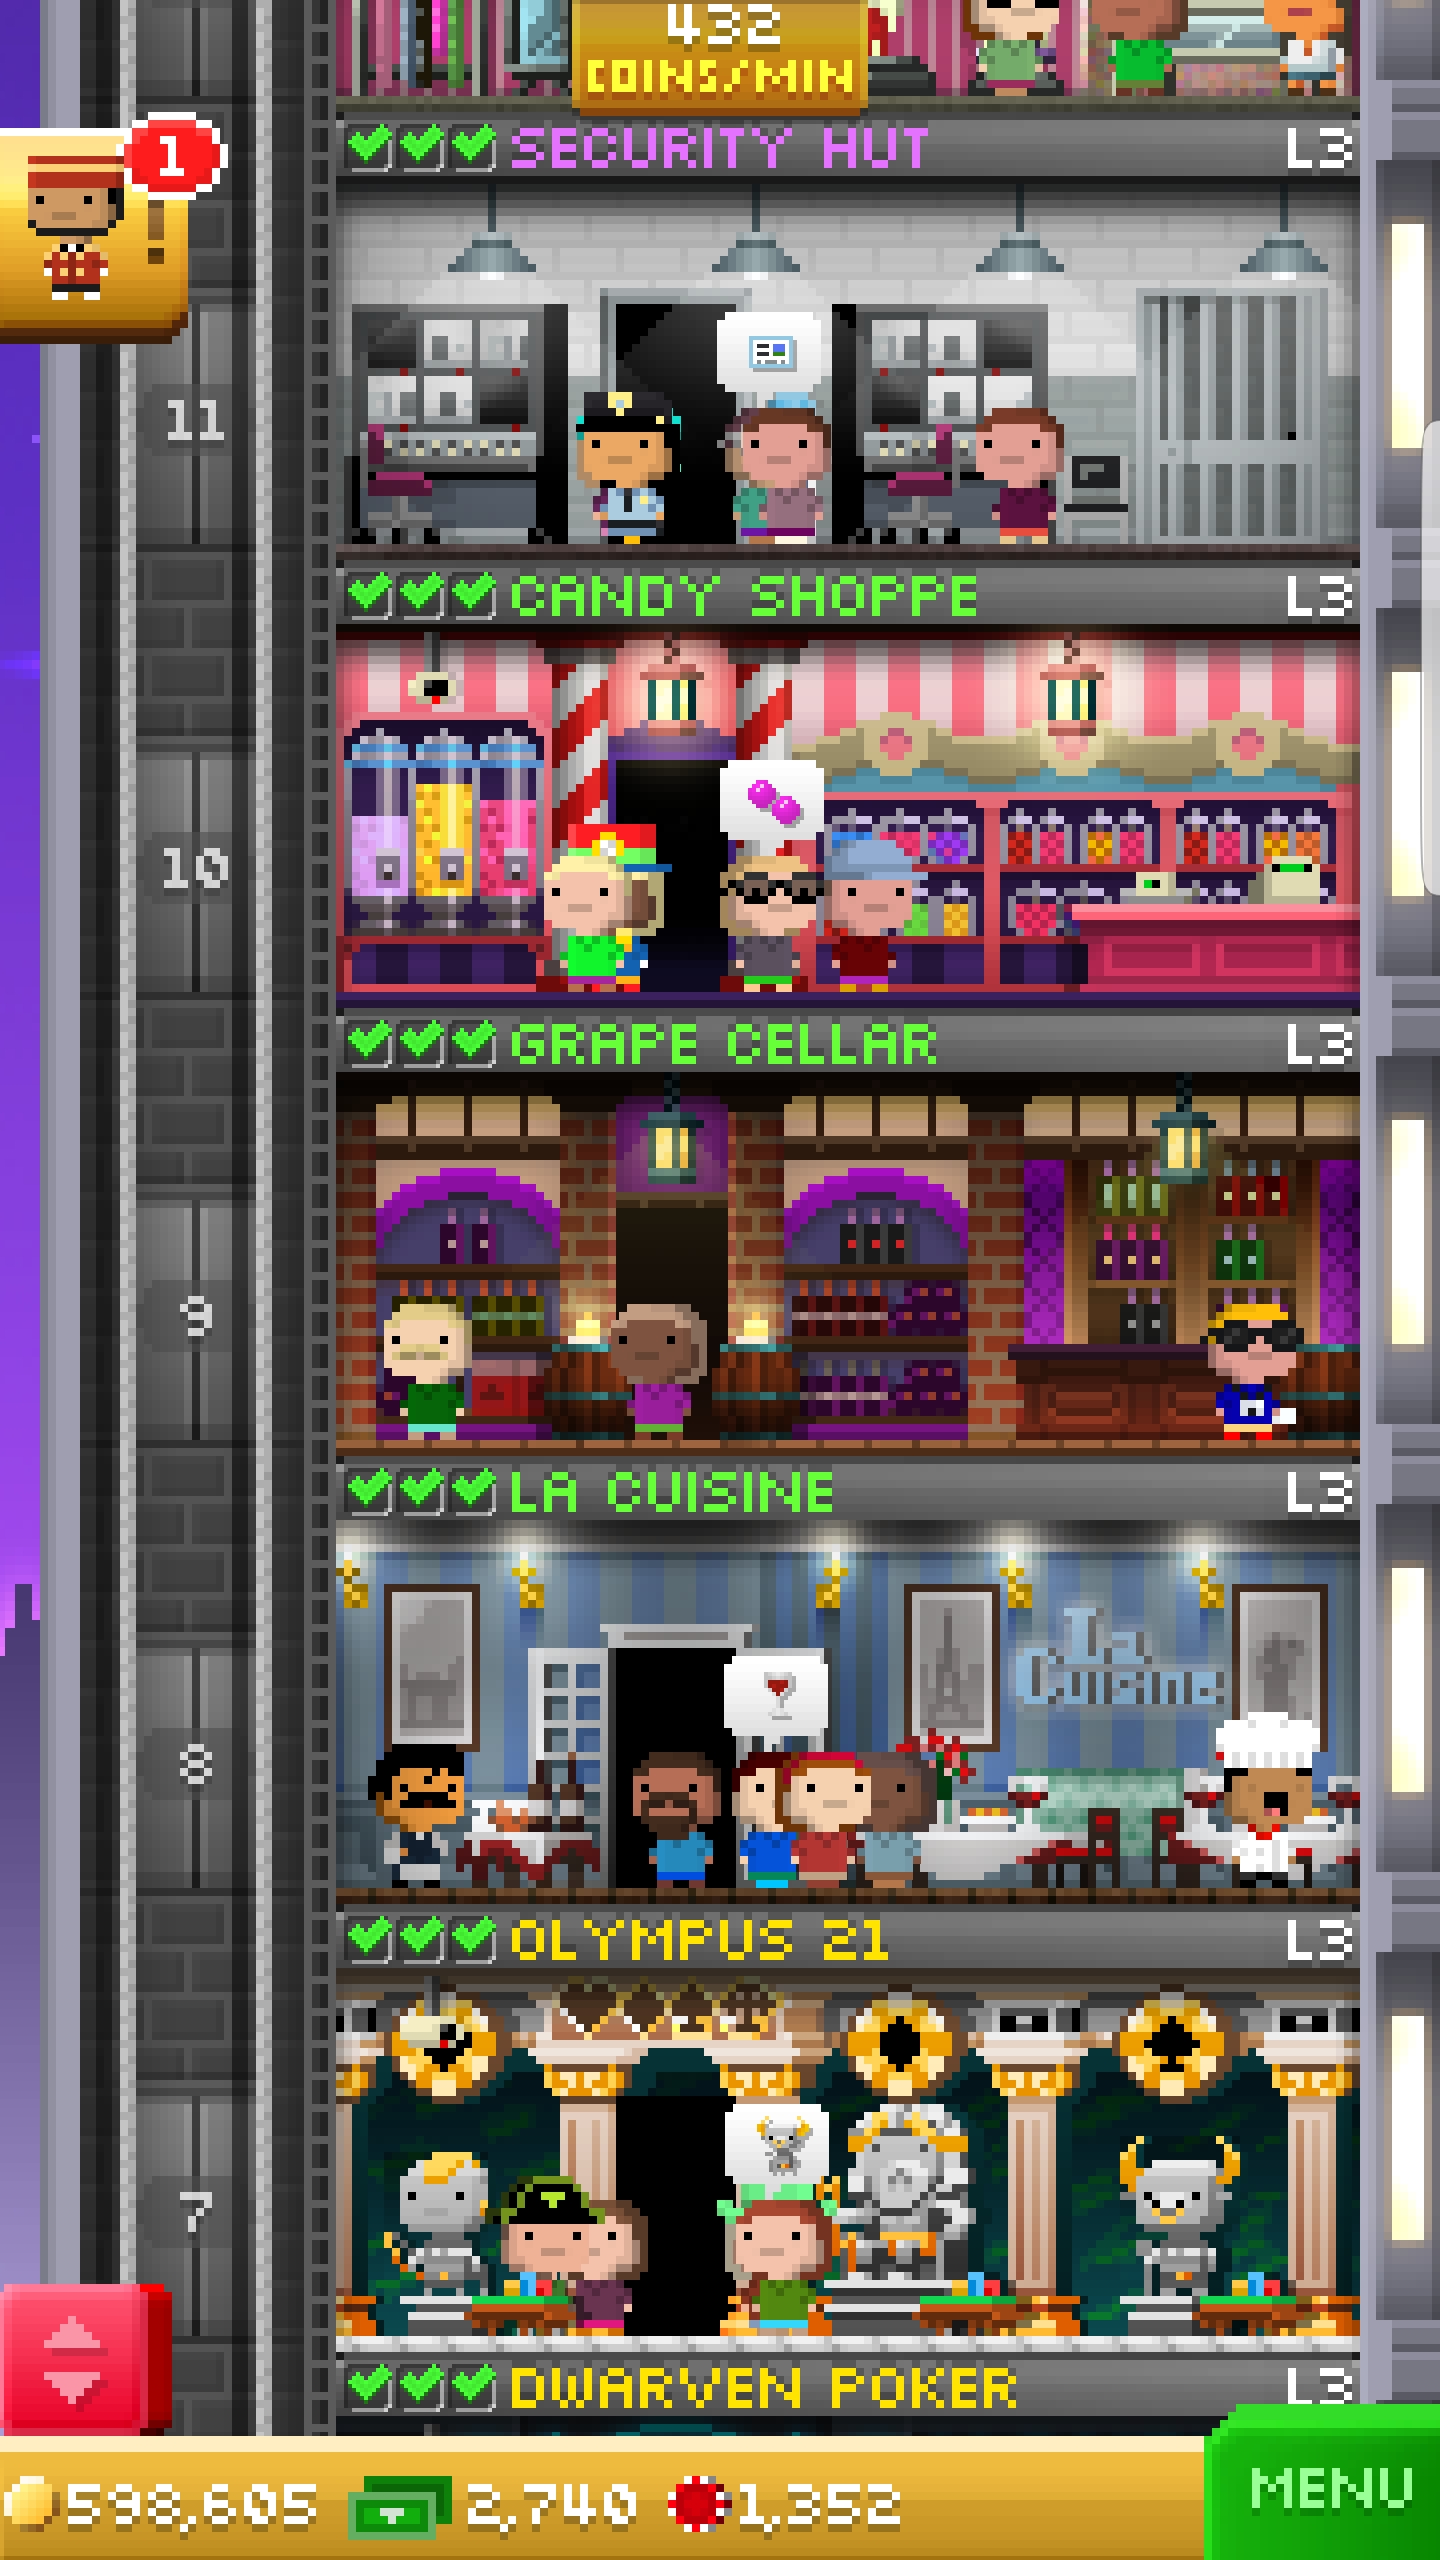 432
COINS/MIN
1
!
SECURITY HUT L3
11
CANDY SHOPPE L3
10
GRAPE CELLAR L3
9
LA CUISINE L3
La
Cuisine
8
OLYMPUS 21 L3
7
DWARVEN POKER L3
598,605 2,740 1,352
MENU